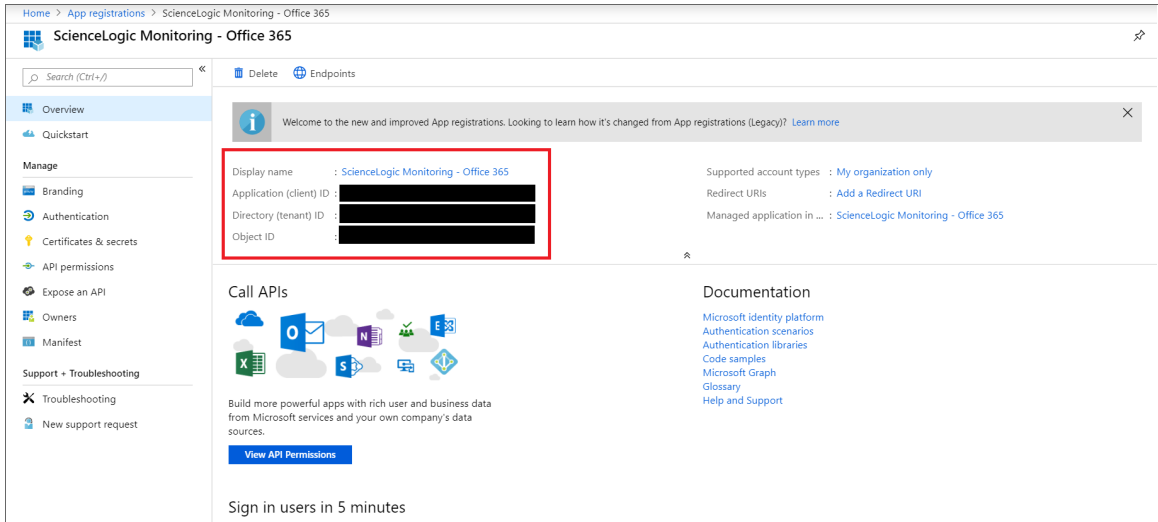 Home > App registrations > ScienceLogic Monitoring - Office 365
ScienceLogic Monitoring - Office 365
Search (Ctrl+/)
«
Overview
Quickstart
Manage
Branding
Authentication
Certificates & secrets
API permissions
Expose an API
Owners
Manifest
Support + Troubleshooting
Troubleshooting
New support request
Delete Endpoints
Welcome to the new and improved App registrations. Looking to learn how it's changed from App registrations (Legacy)? Learn more
Display name : ScienceLogic Monitoring - Office 365
Application (client) ID :
Directory (tenant) ID :
Object ID :
Supported account types : My organization only
Redirect URIs : Add a Redirect URI
Managed application in ... : ScienceLogic Monitoring - Office 365
Call APIs
Build more powerful apps with rich user and business data
from Microsoft services and your own company's data
sources.
View API Permissions
Documentation
Microsoft identity platform
Authentication scenarios
Authentication libraries
Code samples
Microsoft Graph
Glossary
Help and Support
Sign in users in 5 minutes